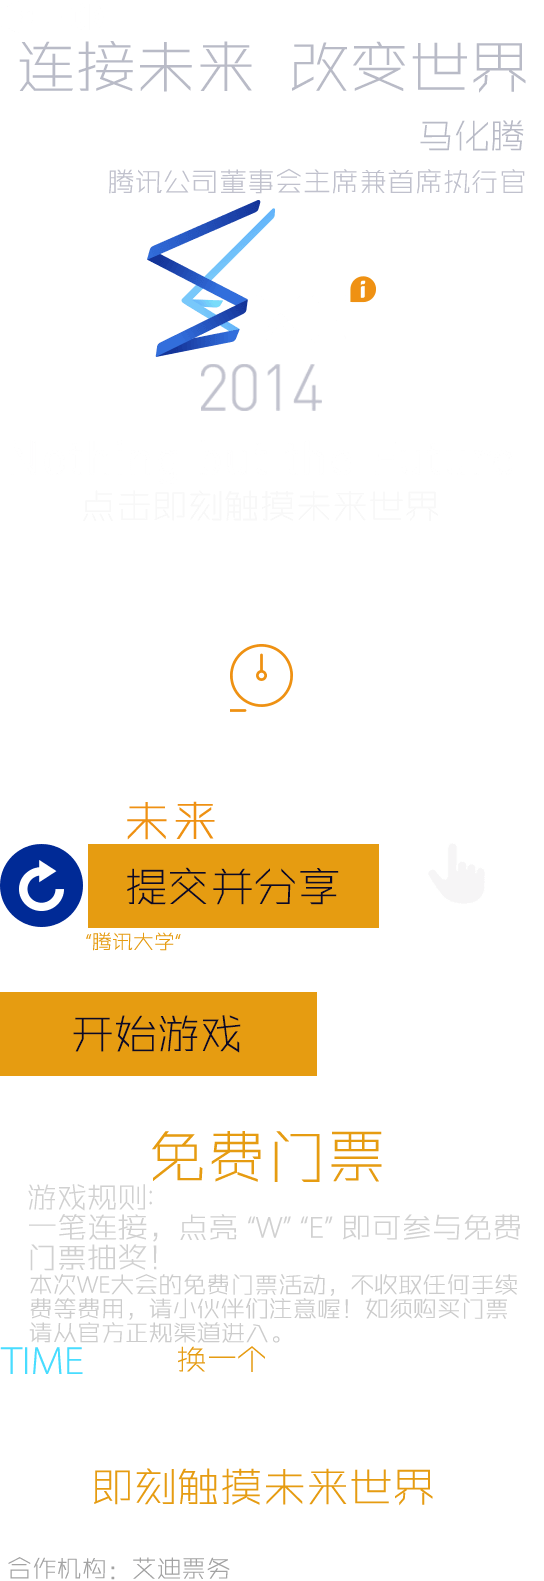 连接未来 改变世界
马化腾
腾讯公司董事会主席兼首席执行官
2014
点击即刻触摸未来世界
未来
提交并分享
“腾讯大学”
开始游戏
免费门票
游戏规则:
一笔连接，点亮 “W” “E” 即可参与免费
门票抽奖！
本次WE大会的免费门票活动，不收取任何手续
费等费用，请小伙伴们注意喔！如须购买门票
请从官方正规渠道进入。
TIME
换一个
即刻触摸未来世界
合作机构：艾迪票务